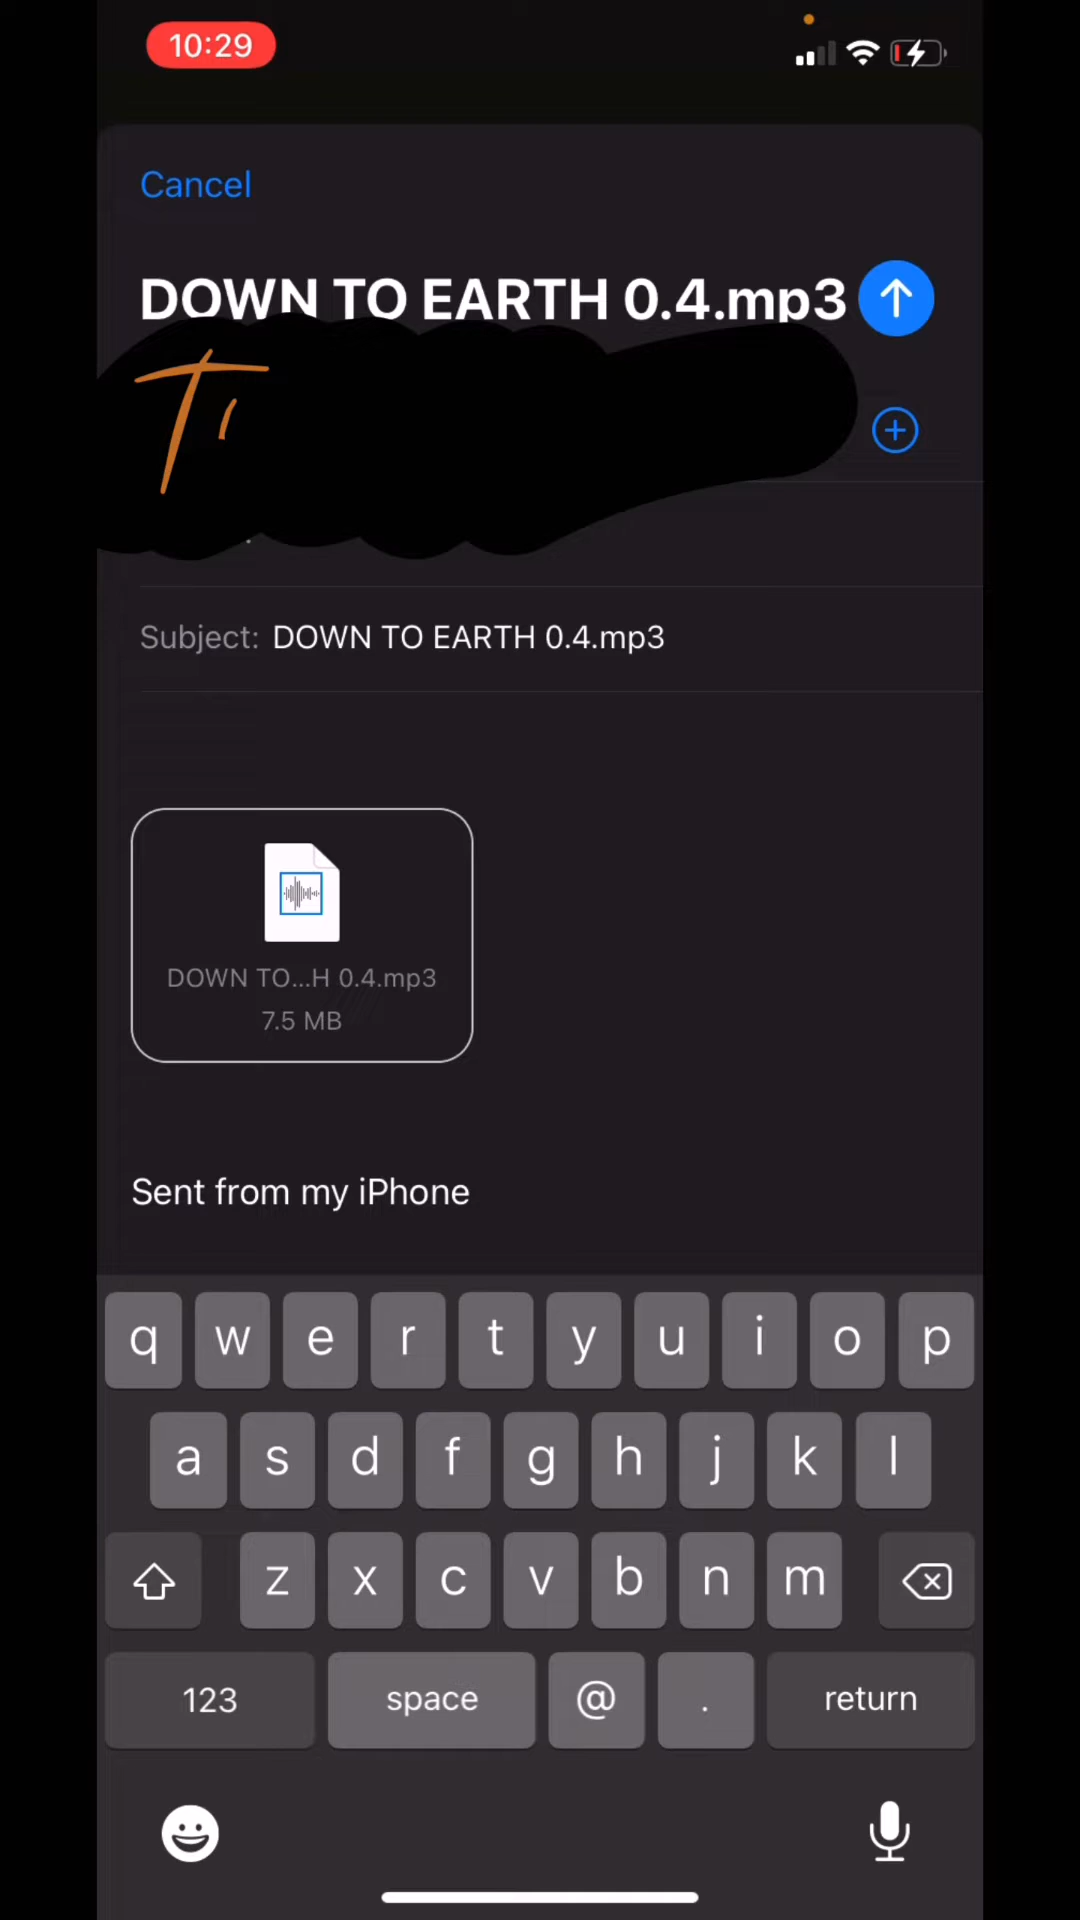 10:29
Cancel
DOWN TO EARTH 0.4.mp3
Subject: DOWN TO EARTH 0.4.mp3
DOWN TO...H 0.4.mp3
7.5 MB
Sent from my iPhone
q w e r t y u i o p
a s d f g h j k l
z x c v b n m
123 space @ . return